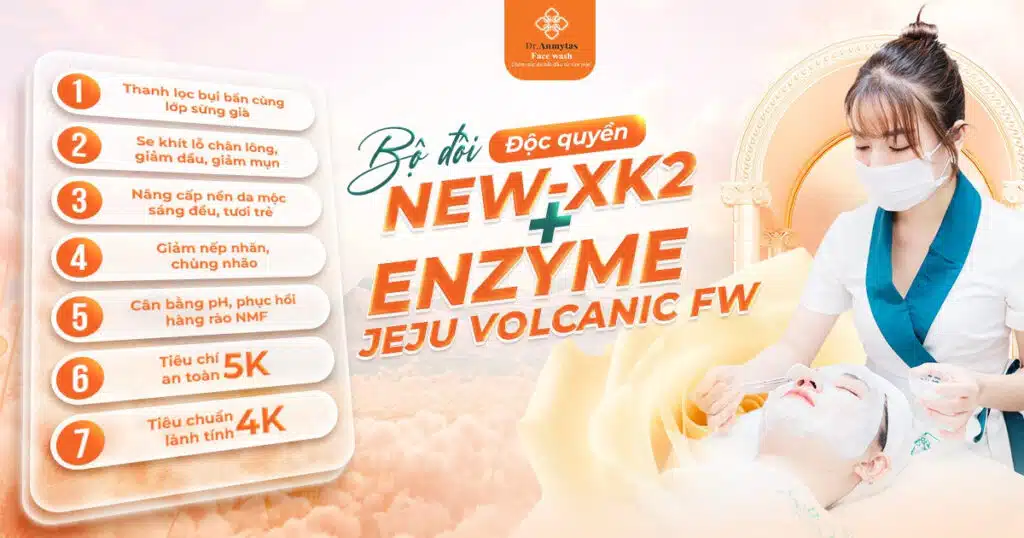 Dr.Anmytas
Face wash
1
Thanh lọc bụi bẩn cùng
lớp sừng già
2
Se khít lỗ chân lông,
giảm dầu, giảm mụn
3
Nâng cấp nền da mộc
sáng đều, tươi trẻ
4
Giảm nếp nhăn,
chùng nhão
5
Cân bằng pH, phục hồi
hàng rào NMF
6
Tiêu chí
an toàn 5K
7
Tiêu chuẩn
lành tính 4K
Bộ đôi Độc quyền
NEW-XK2
+
ENZYME
JEJU VOLCANIC FW